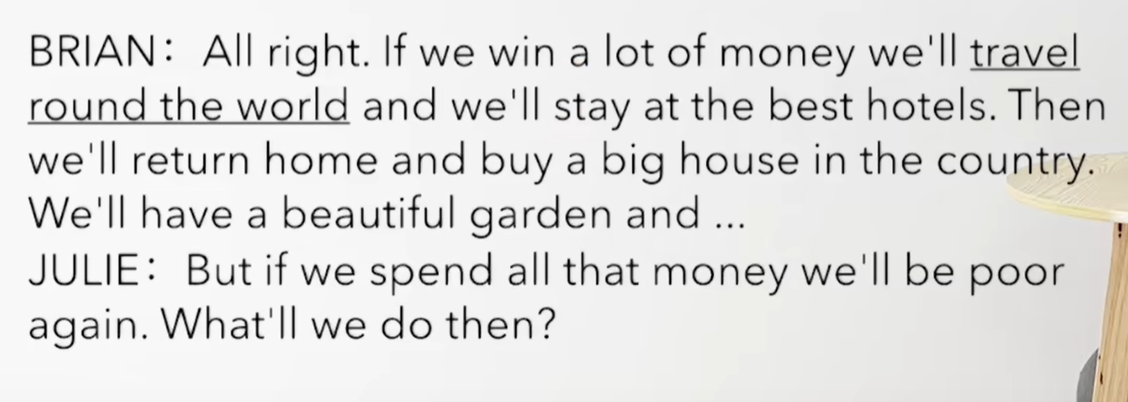 BRIAN: All right. If we win a lot of money we'll travel
round the world and we'll stay at the best hotels. Then
we'll return home and buy a big house in the country.
We'll have a beautiful garden and ...
JULIE: But if we spend all that money we'll be poor
again. What'll we do then?